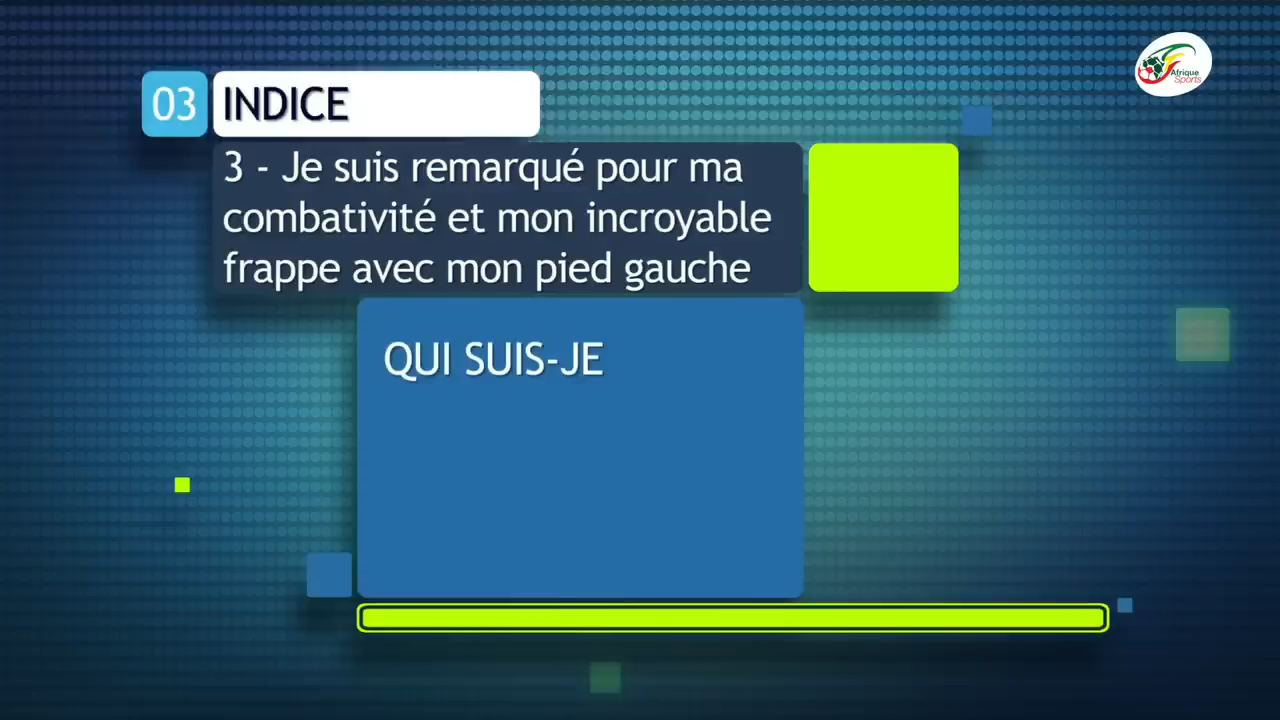 Afrique
Sports
03 INDICE
3 - Je suis remarqué pour ma
combativité et mon incroyable
frappe avec mon pied gauche
QUI SUIS-JE